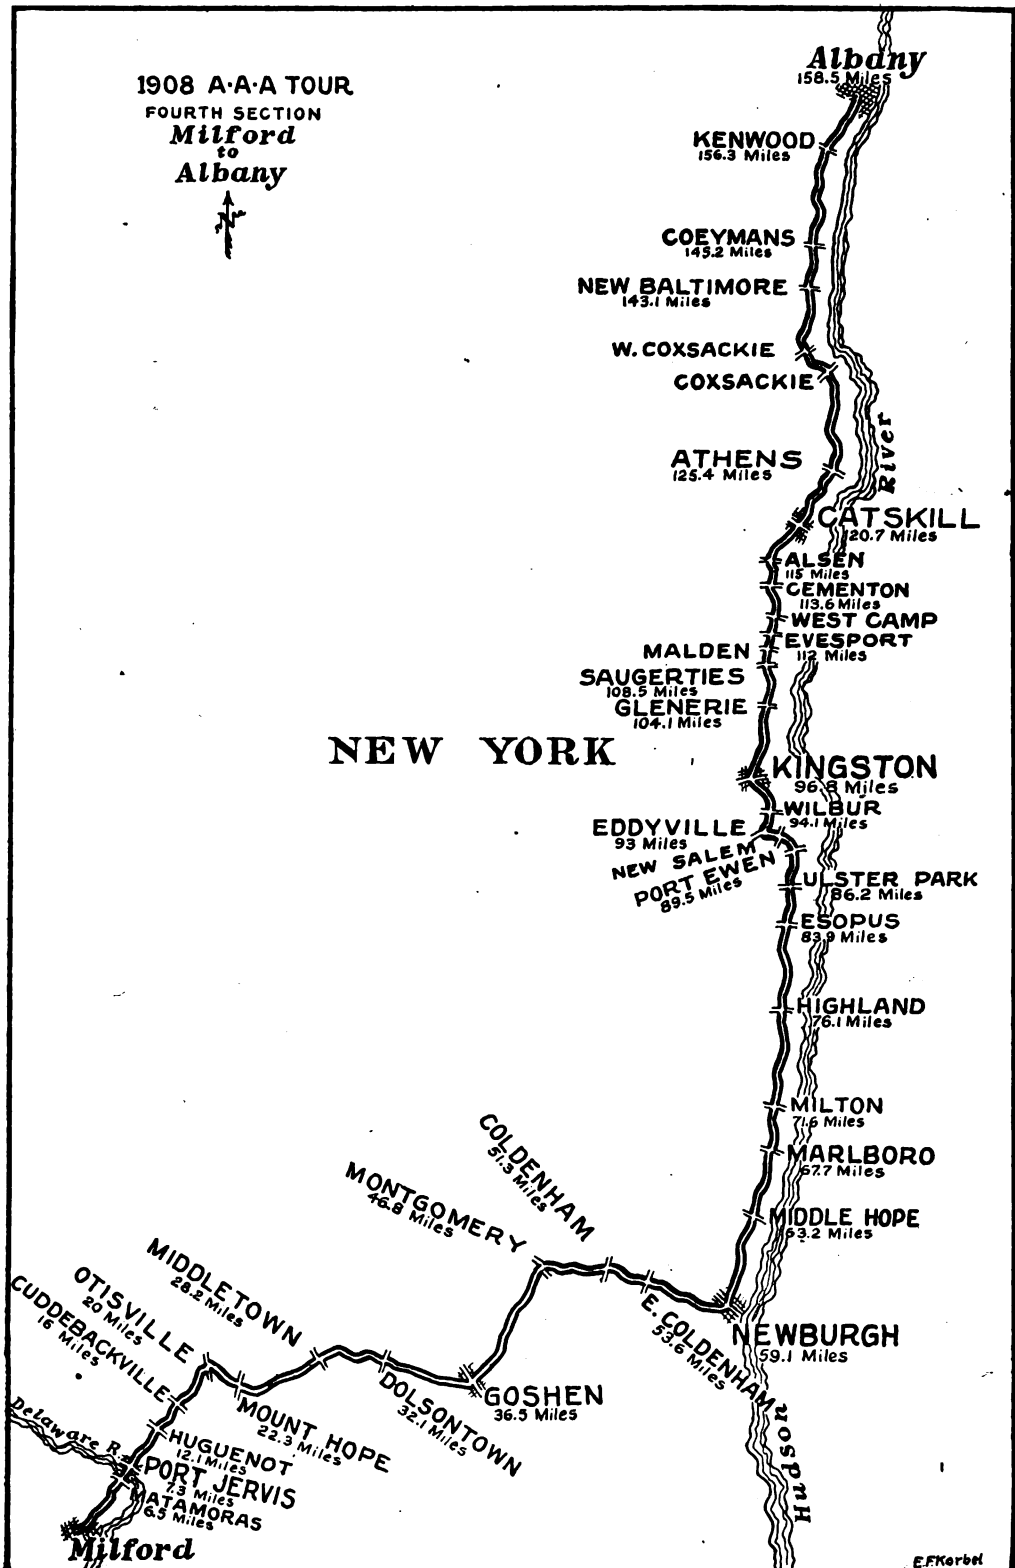 1908 A·A·A TOUR
FOURTH SECTION
Milford
to
Albany
Albany
158.5 Miles
KENWOOD
156.3 Miles
COEYMANS
145.2 Miles
NEW BALTIMORE
143.1 Miles
W. COXSACKIE
COXSACKIE
River
ATHENS
125.4 Miles
CATSKILL
120.7 Miles
ALSEN
115 Miles
CEMENTON
113.6 Miles
WEST CAMP
EVESPORT
112 Miles
MALDEN
SAUGERTIES
108.5 Miles
GLENERIE
104.1 Miles
NEW YORK
KINGSTON
96.8 Miles
WILBUR
94.1 Miles
EDDYVILLE
93 Miles
NEW SALEM
PORT EWEN
89.5 Miles
ULSTER PARK
86.2 Miles
ESOPUS
83.9 Miles
HIGHLAND
76.1 Miles
MILTON
71.6 Miles
MARLBORO
67.7 Miles
MIDDLE HOPE
63.2 Miles
COLDENHAM
51.3 Miles
MONTGOMERY
46.8 Miles
E. COLDENHAM
53.6 Miles
NEWBURGH
59.1 Miles
MIDDLETOWN
28.2 Miles
OTISVILLE
20 Miles
CUDDEBACKVILLE
16 Miles
DOLSONTOWN
32.1 Miles
GOSHEN
36.5 Miles
MOUNT HOPE
22.3 Miles
Delaware R.
HUGUENOT
12.1 Miles
PORT JERVIS
7.3 Miles
MATAMORAS
6.5 Miles
Milford
Hudson
E.F.Korbel